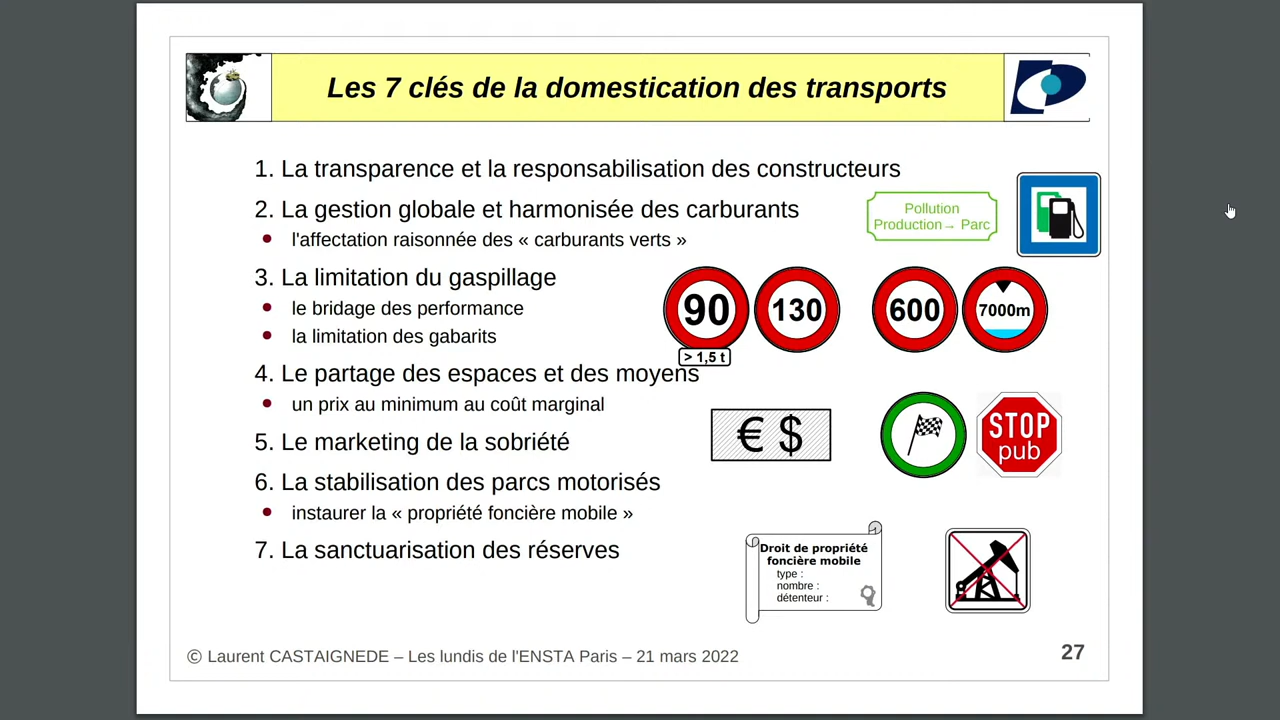 Les 7 clés de la domestication des transports
1. La transparence et la responsabilisation des constructeurs
2. La gestion globale et harmonisée des carburants
l'affectation raisonnée des « carburants verts »
Pollution
Production→ Parc
3. La limitation du gaspillage
le bridage des performance
la limitation des gabarits
90
> 1,5 t
130
600
7000m
4. Le partage des espaces et des moyens
un prix au minimum au coût marginal
€ $
STOP
pub
5. Le marketing de la sobriété
6. La stabilisation des parcs motorisés
instaurer la « propriété foncière mobile »
7. La sanctuarisation des réserves
Droit de propriété
foncière mobile
type :
nombre :
détenteur :
© Laurent CASTAIGNEDE – Les lundis de l'ENSTA Paris – 21 mars 2022
27